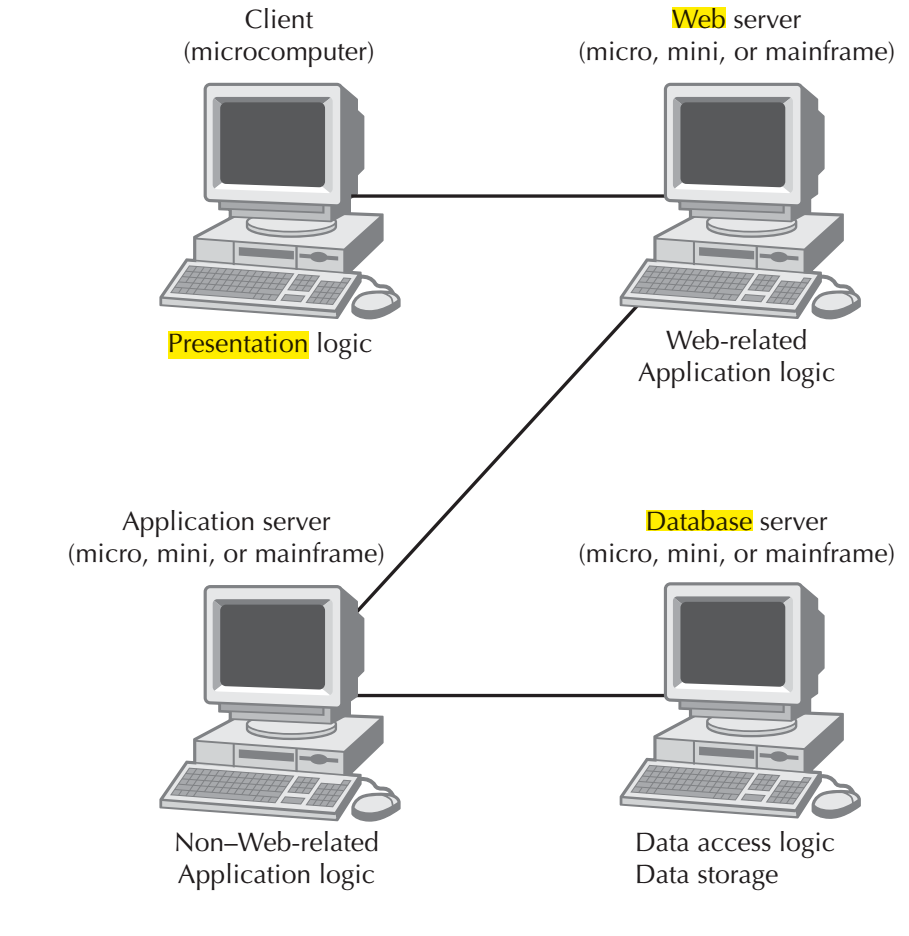 Client
(microcomputer)
Web server
(micro, mini, or mainframe)
Presentation logic
Web-related
Application logic
Application server
(micro, mini, or mainframe)
Database server
(micro, mini, or mainframe)
Non–Web-related
Application logic
Data access logic
Data storage